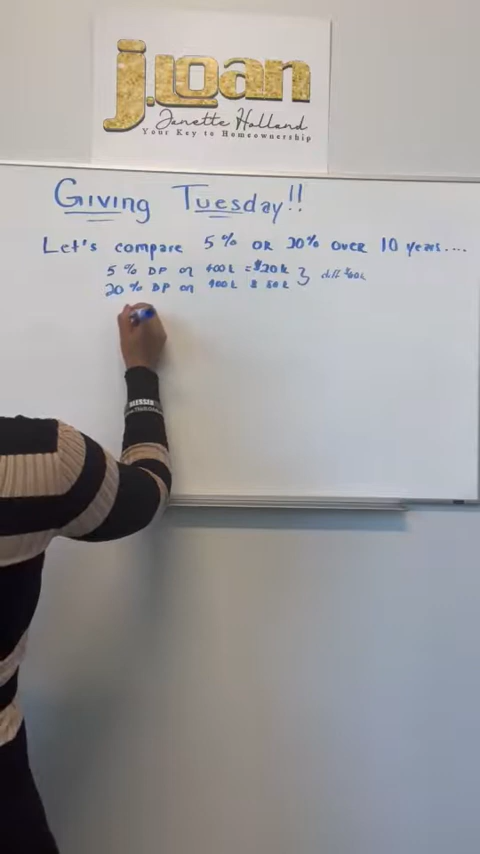 J.Loan
Janette Holland
Your Key to Homeownership
Giving Tuesday!!
Let's compare 5% OR 20% over 10 years....
5% DP on 400k = $20k } diff $60k
20% DP on 400k = 80k
BLESSED